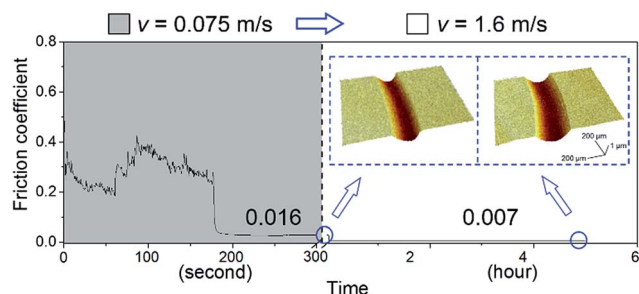 v = 0.075 m/s
v = 1.6 m/s
Friction coefficient
0.8
0.6
0.4
0.2
0.0
0.016
0.007
200 μm
1 μm
200 μm
0
100
200
300
2
4
6
(second)
Time
(hour)